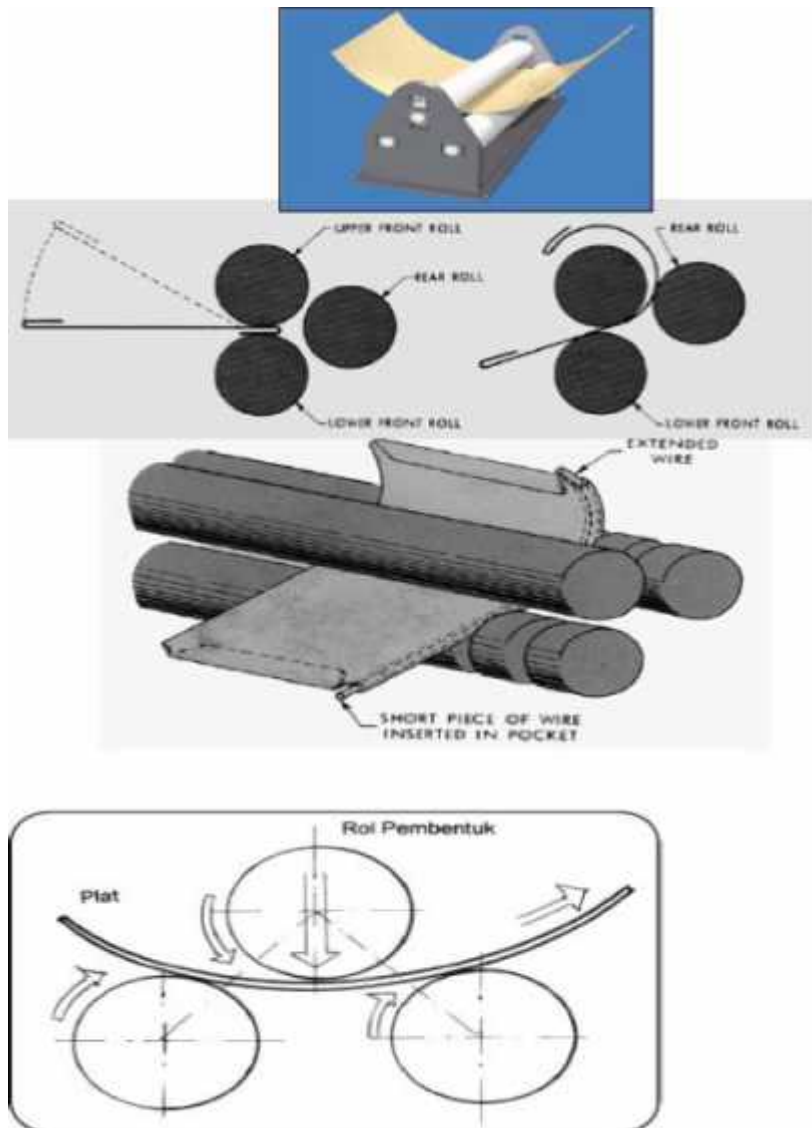 UPPER FRONT ROLL
REAR ROLL
REAR ROLL
LOWER FRONT ROLL
LOWER FRONT ROLL
EXTENDED
WIRE
SHORT PIECE OF WIRE
INSERTED IN POCKET
Rol Pembentuk
Plat